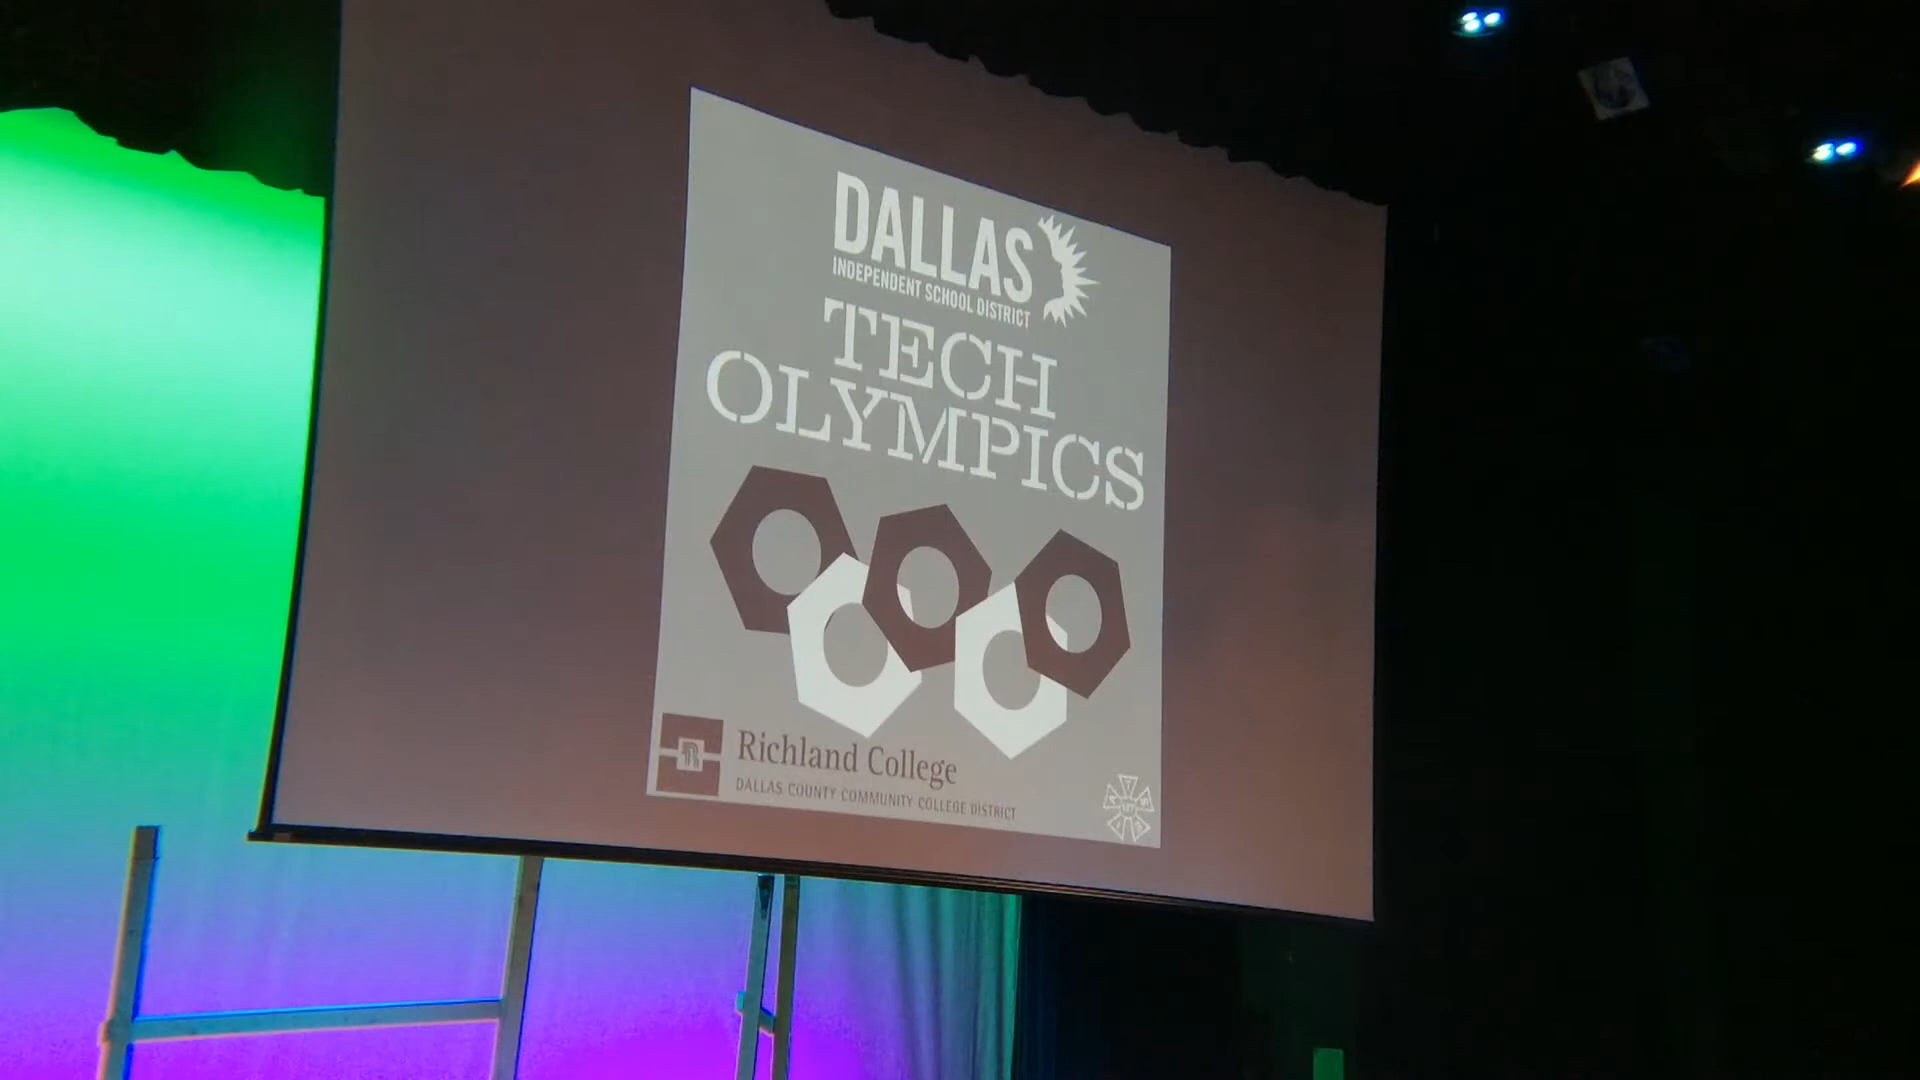 DALLAS
INDEPENDENT SCHOOL DISTRICT
TECH
OLYMPICS
R
Richland College
DALLAS COUNTY COMMUNITY COLLEGE DISTRICT